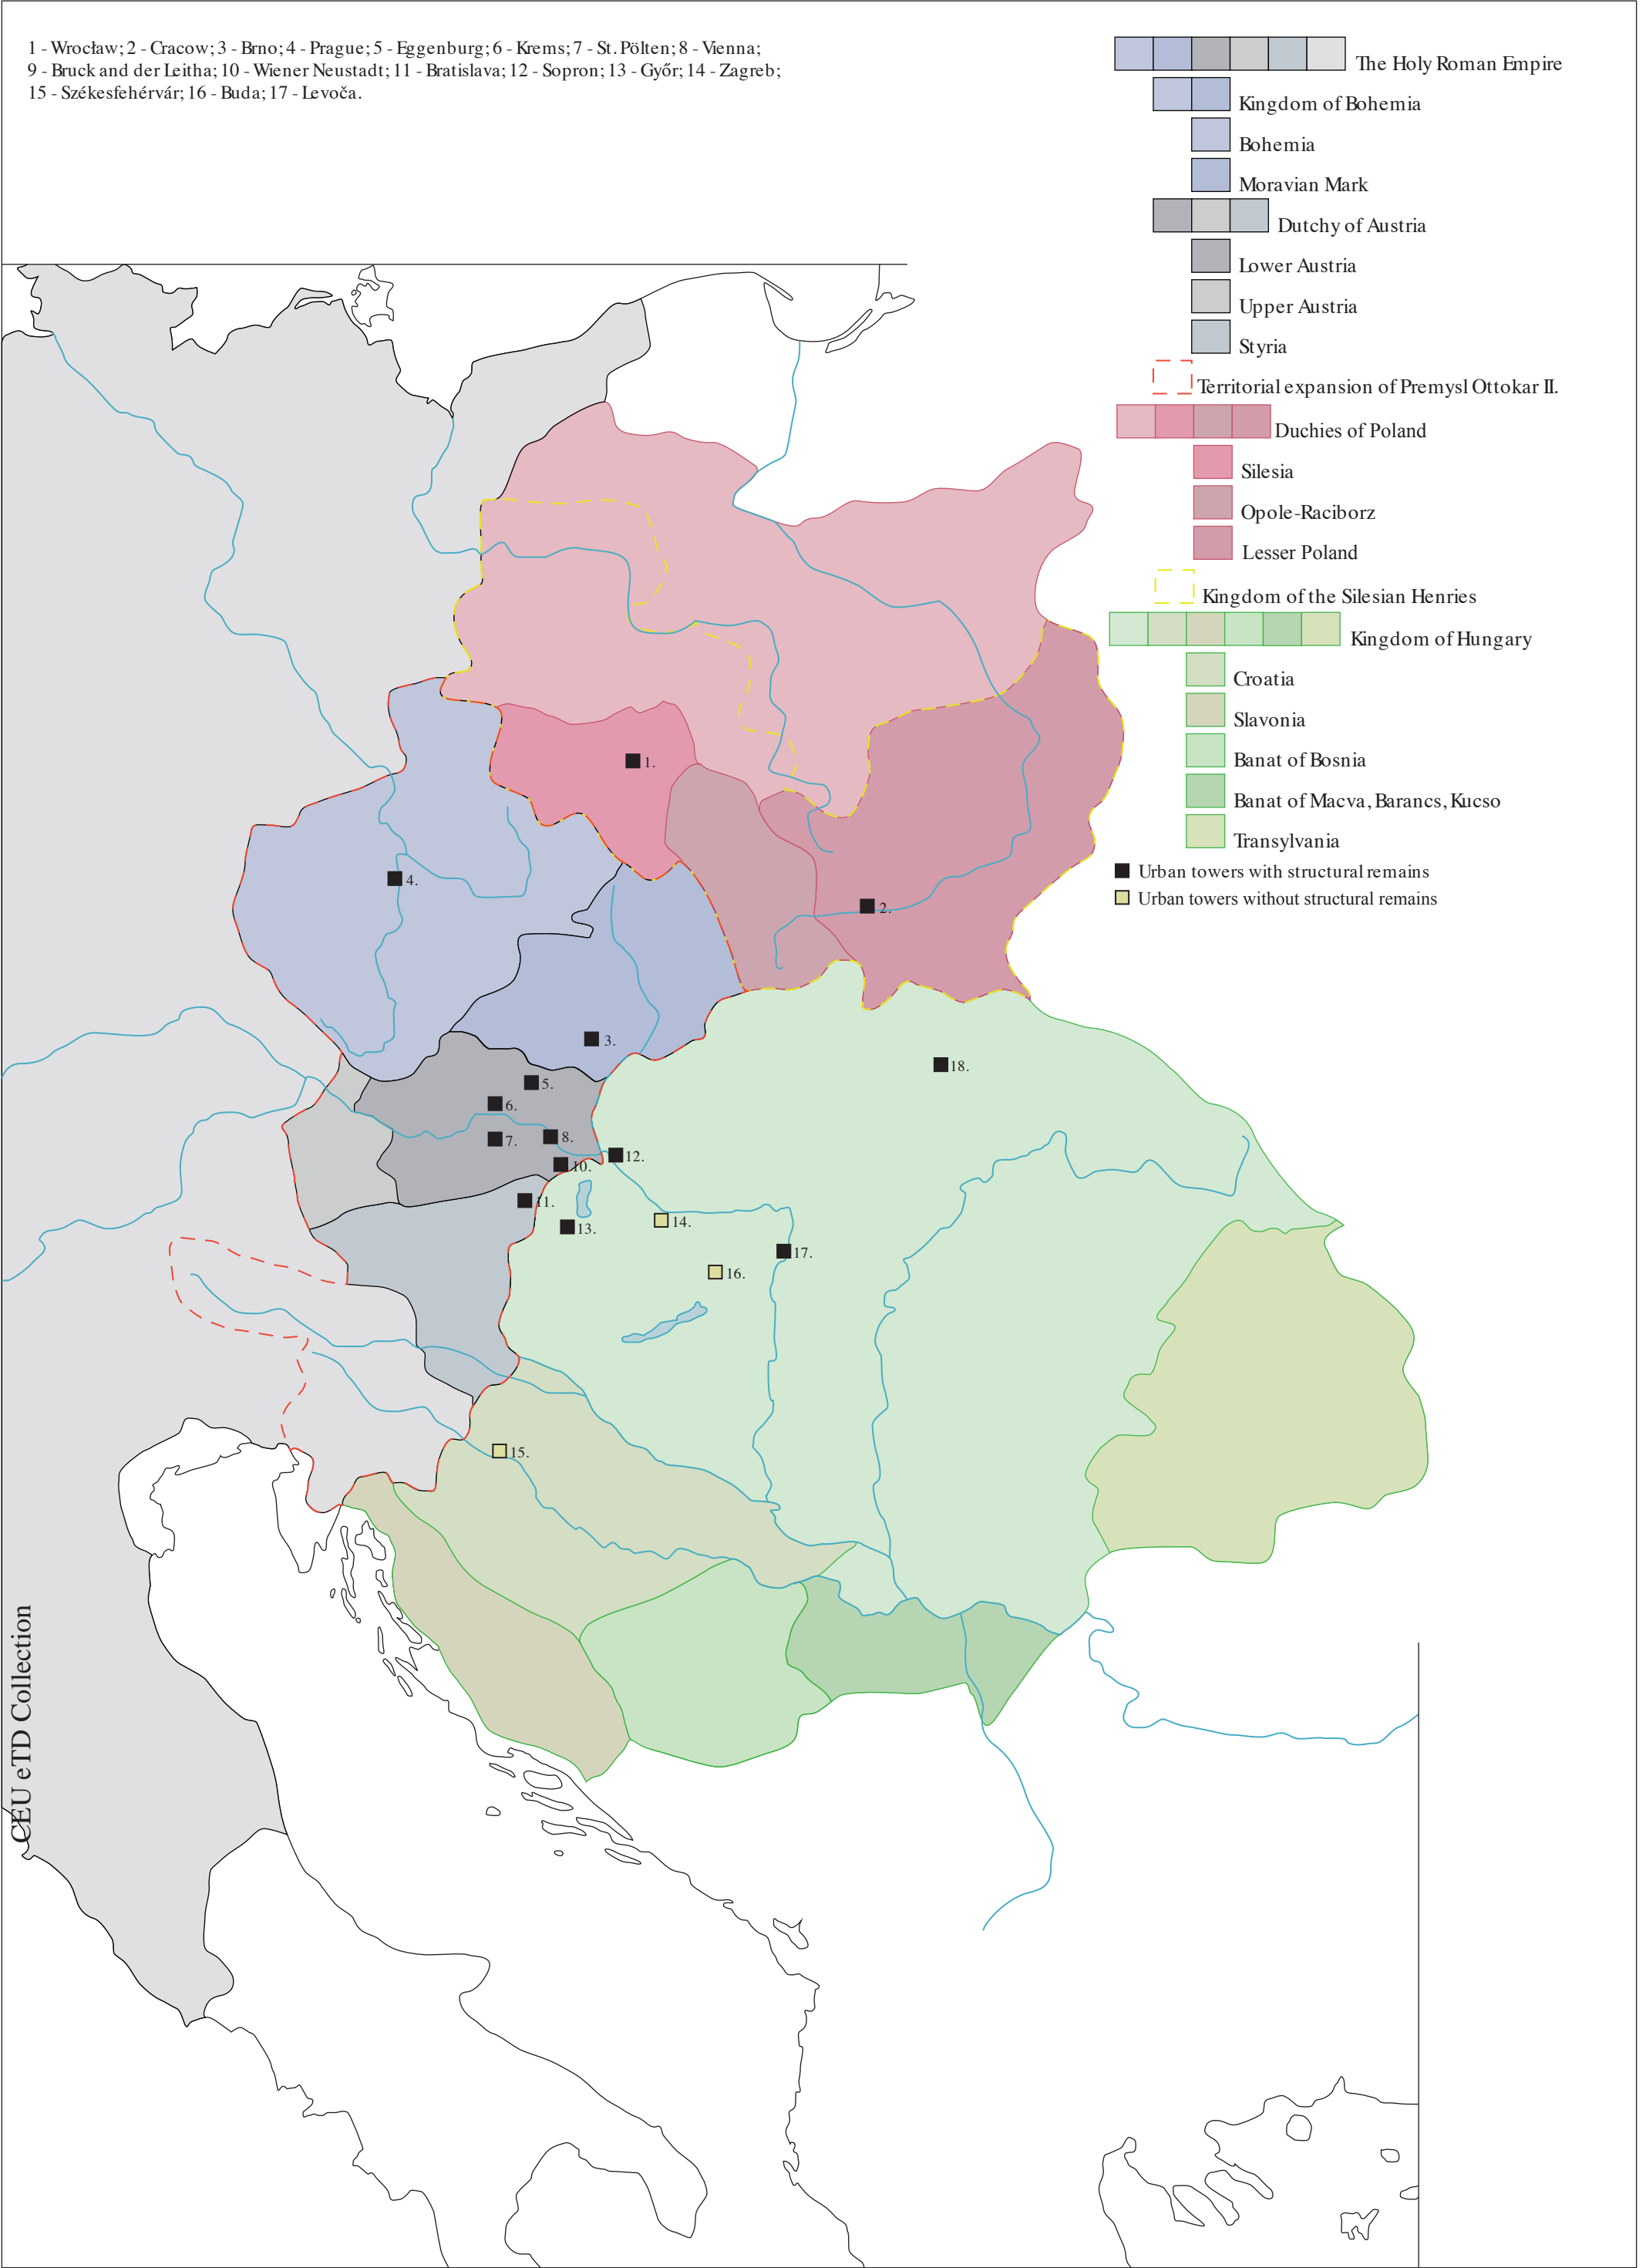 1 - Wrocław; 2 - Cracow; 3 - Brno; 4 - Prague; 5 - Eggenburg; 6 - Krems; 7 - St. Pölten; 8 - Vienna;
9 - Bruck and der Leitha; 10 - Wiener Neustadt; 11 - Bratislava; 12 - Sopron; 13 - Győr; 14 - Zagreb;
15 - Székesfehérvár; 16 - Buda; 17 - Levoča.
The Holy Roman Empire
Kingdom of Bohemia
Bohemia
Moravian Mark
Dutchy of Austria
Lower Austria
Upper Austria
Styria
Territorial expansion of Premysl Ottokar II.
Duchies of Poland
Silesia
Opole-Raciborz
Lesser Poland
Kingdom of the Silesian Henries
Kingdom of Hungary
Croatia
Slavonia
Banat of Bosnia
Banat of Macva, Barancs, Kucso
Transylvania
Urban towers with structural remains
Urban towers without structural remains
1.
4.
2.
3.
18.
5.
6.
7.
8.
12.
10.
11.
13.
14.
17.
16.
15.
CEU eTD Collection